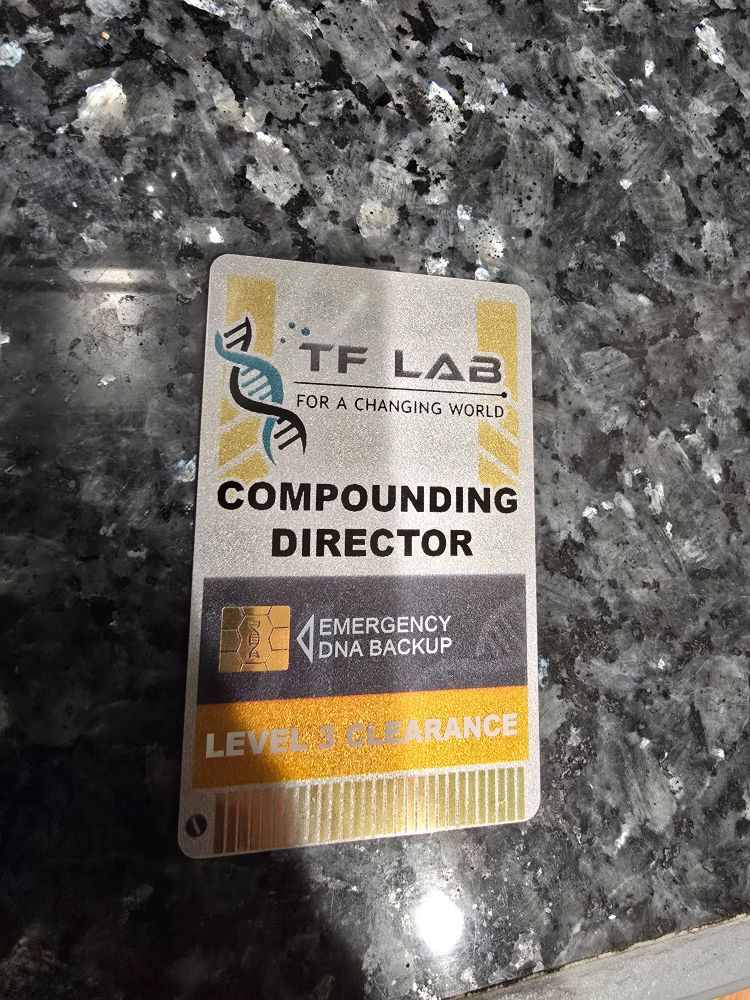 TF LAB
FOR A CHANGING WORLD
COMPOUNDING
DIRECTOR
EMERGENCY
DNA BACKUP
LEVEL 3 CLEARANCE